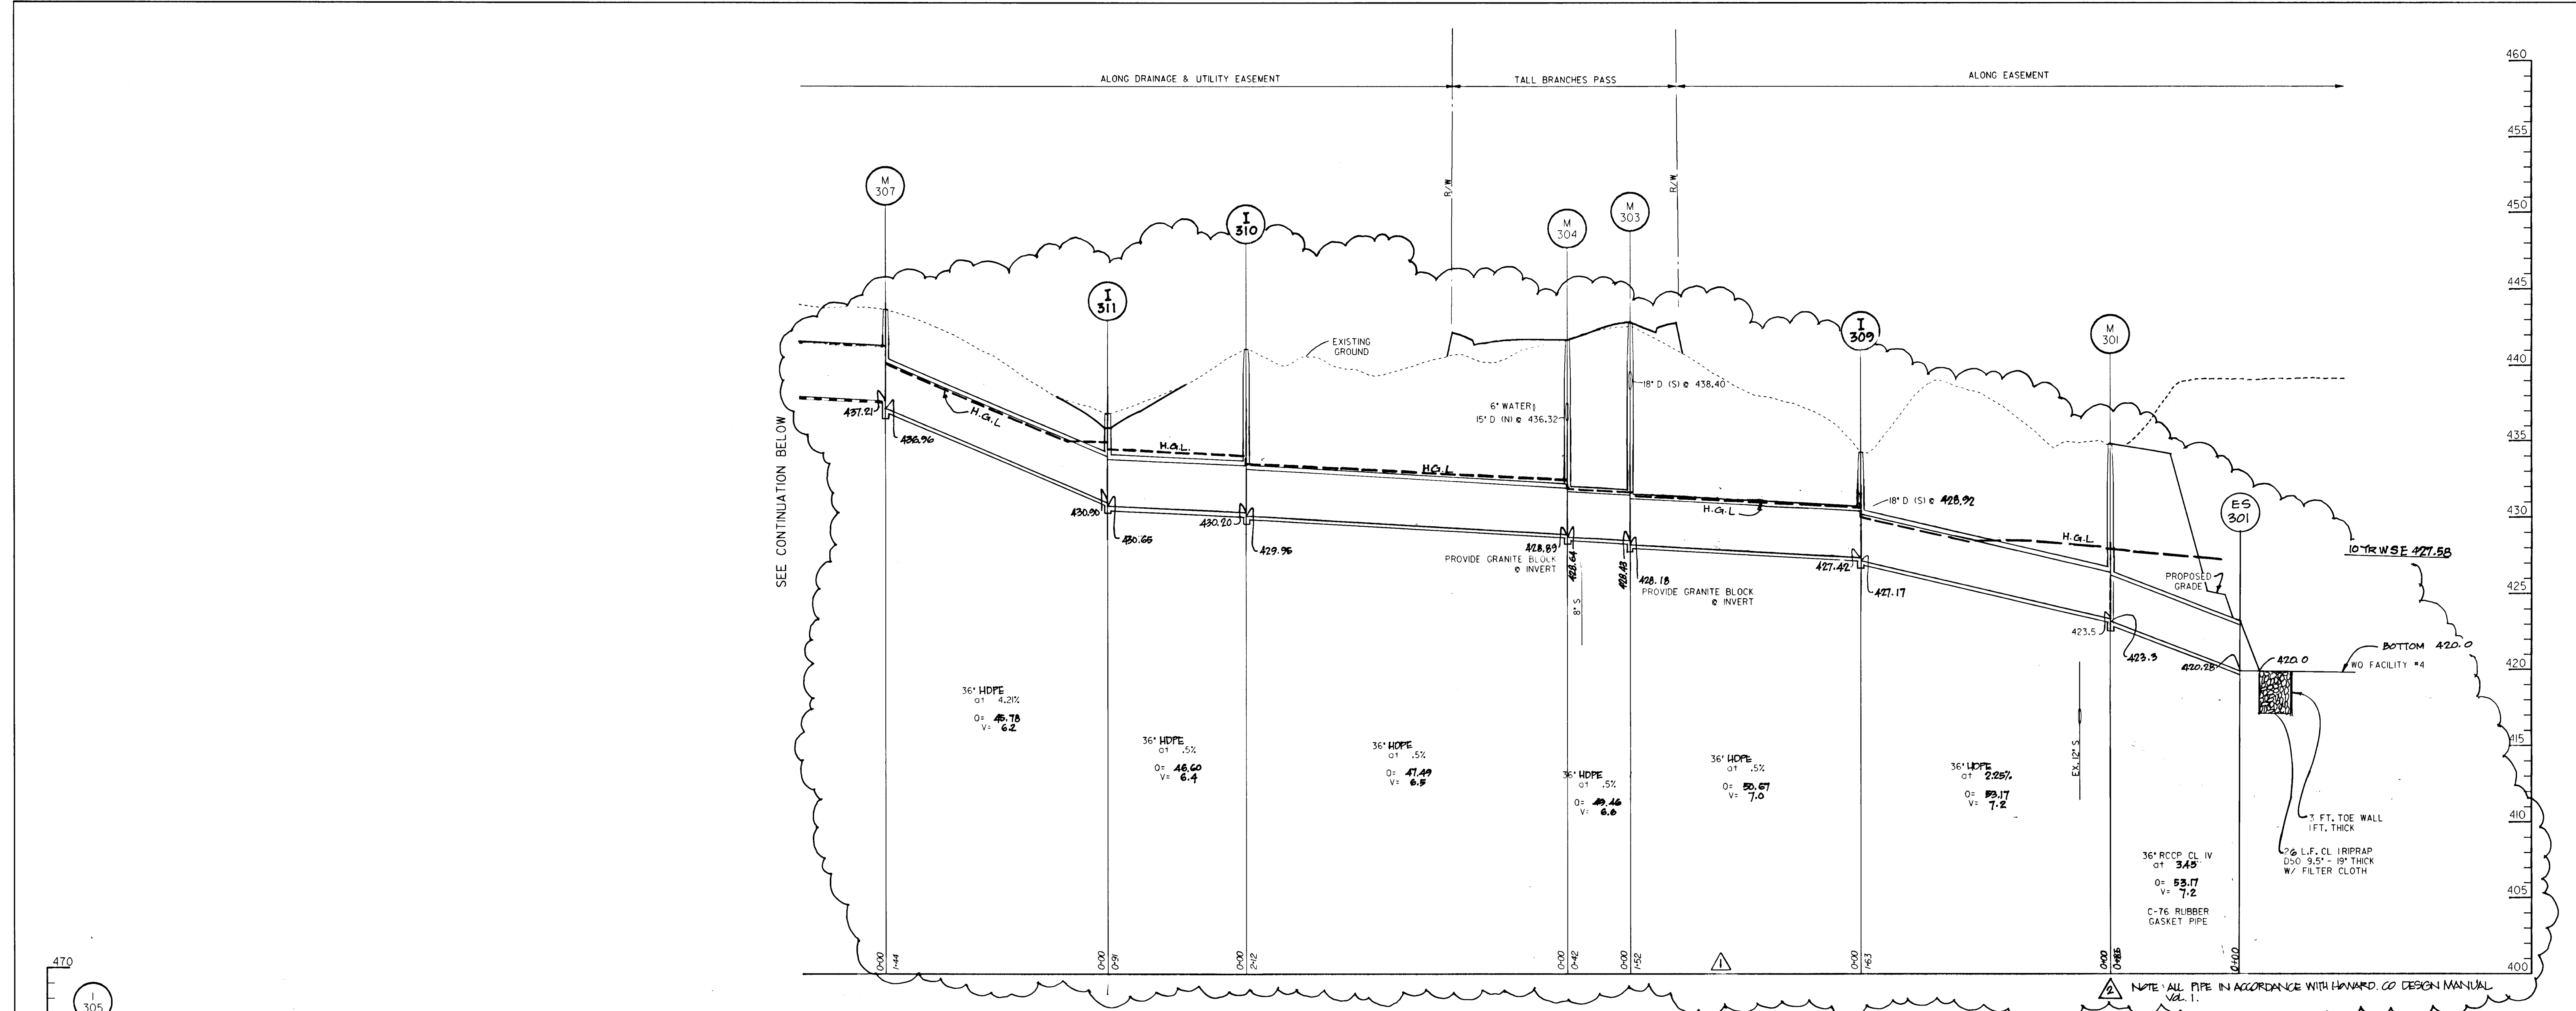 ALONG DRAINAGE & UTILITY EASEMENT
TALL BRANCHES PASS
ALONG EASEMENT
R/W
R/W
460
455
450
445
440
435
430
425
420
415
410
405
400
M
307
I
311
I
310
M
304
M
303
I
309
M
301
ES
301
SEE CONTINUATION BELOW
EXISTING
GROUND
H.G.L
H.G.L.
H.G.L
H.G.L
H.G.L
437.21
436.96
430.90
430.65
430.20
429.95
6" WATER
15" D (N) @ 436.32
18" D (S) @ 438.40
428.89
PROVIDE GRANITE BLOCK
@ INVERT
428.64
8" S
428.43
428.18
PROVIDE GRANITE BLOCK
@ INVERT
18" D (S) @ 428.92
427.42
427.17
423.5
423.3
420.25
420.0
PROPOSED
GRADE
10 YR WSE 427.58
BOTTOM 420.0
WQ FACILITY #4
36" HDPE
at 4.21%
Q= 45.78
V= 6.2
36" HDPE
at .5%
Q= 46.60
V= 6.4
36" HDPE
at .5%
Q= 47.49
V= 6.5
36" HDPE
at .5%
Q= 49.46
V= 6.8
36" HDPE
at .5%
Q= 50.67
V= 7.0
36" HDPE
at 2.25%
Q= 53.17
V= 7.2
EX. 12" S
36" RCCP CL IV
at 3.45
Q= 53.17
V= 7.2
C-76 RUBBER
GASKET PIPE
3 FT. TOE WALL
1FT. THICK
26 L.F. CL I RIPRAP
D50 9.5" - 19" THICK
W/ FILTER CLOTH
0+00
1+44
0+00
0+91
0+00
2+12
0+00
0+42
0+00
1+52
0+00
1+63
0+00
0+00
1
2
NOTE: ALL PIPE IN ACCORDANCE WITH HOWARD. CO DESIGN MANUAL
VOL. 1.
470
I
305